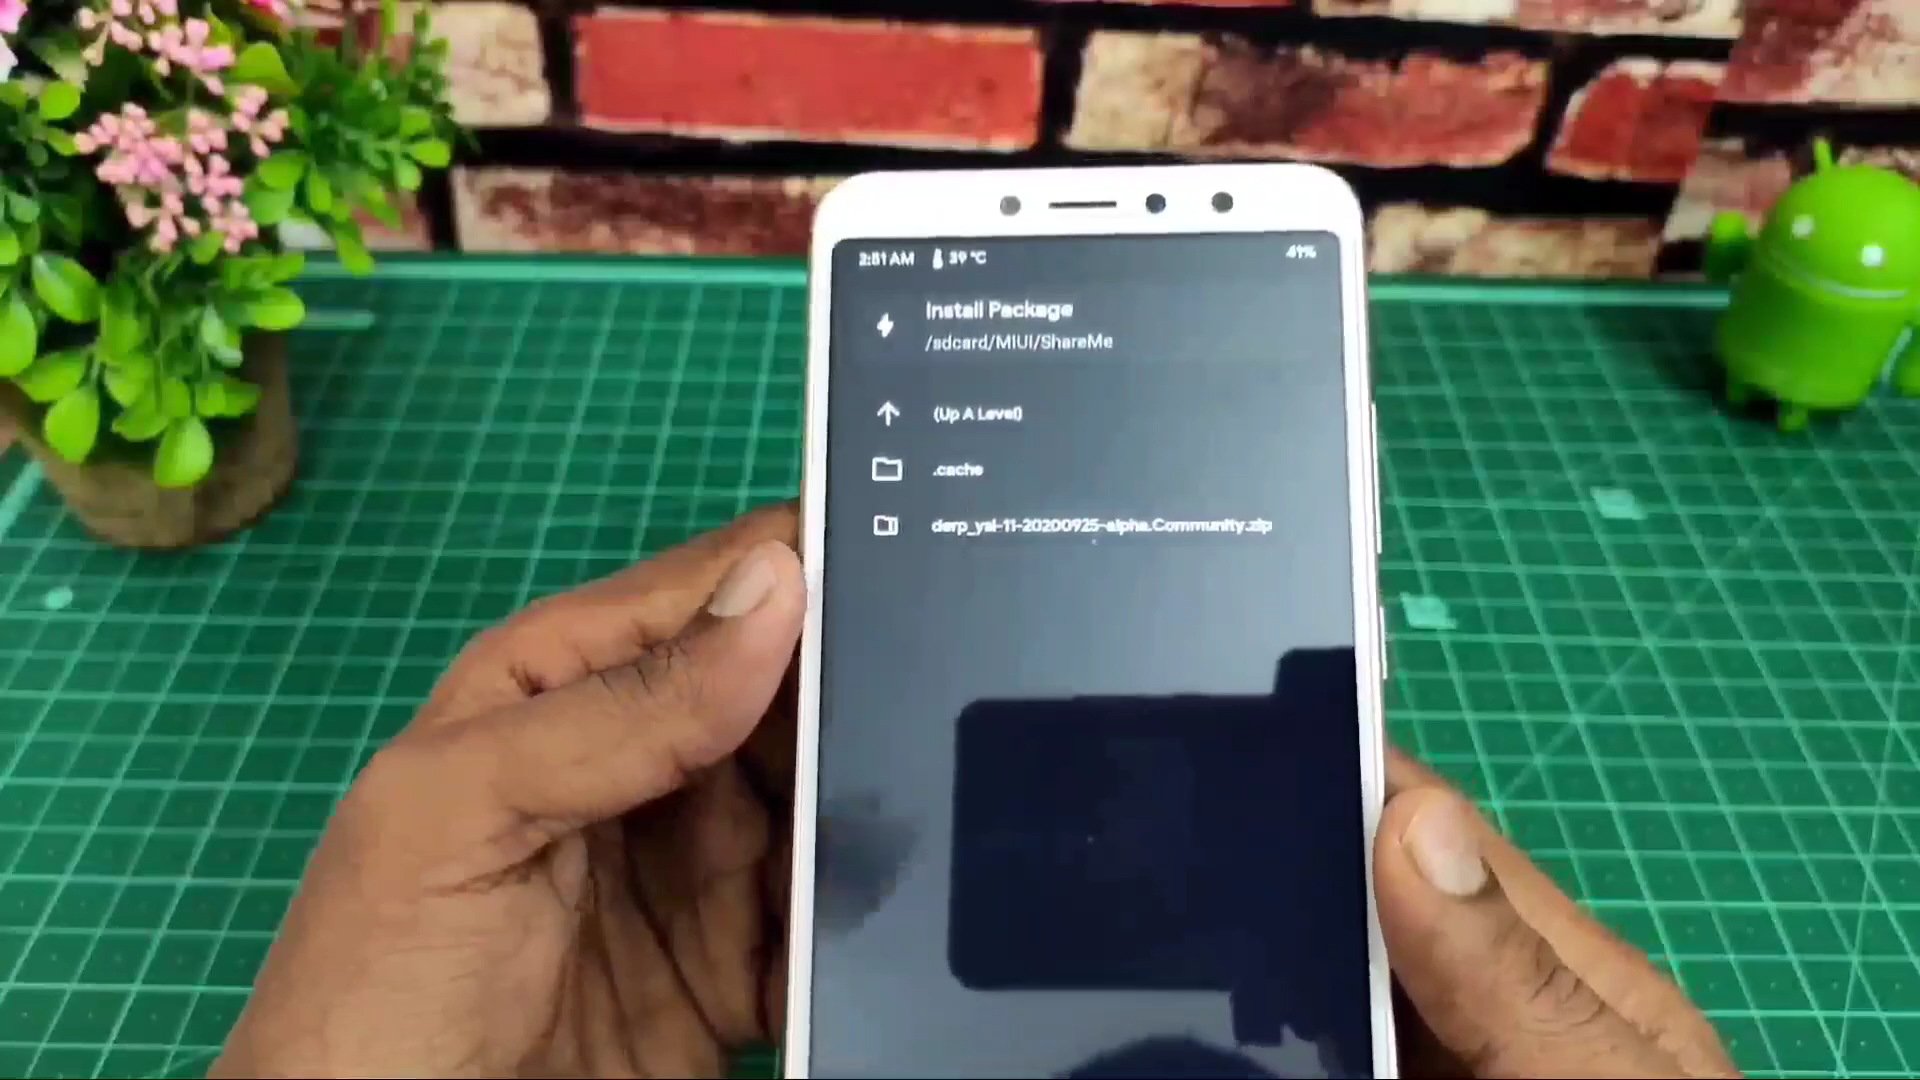 2:51 AM 39 °C 41%
Install Package
/sdcard/MIUI/ShareMe
(Up A Level)
.cache
derp_ysl-11-20200925-alpha.Community.zip